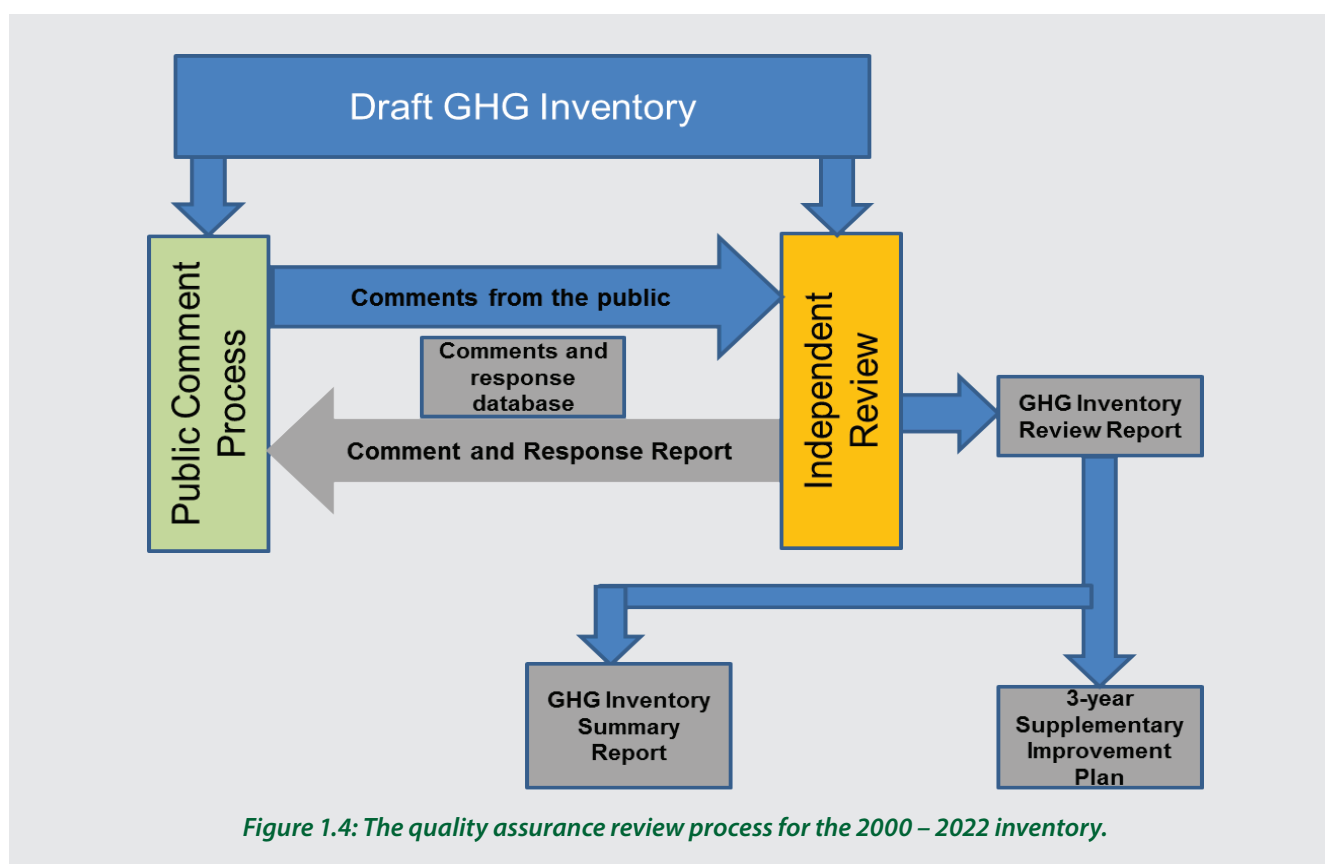 Draft GHG Inventory
Public Comment
Process
Comments from the public
Comments and
response
database
Comment and Response Report
Independent
Review
GHG Inventory
Review Report
GHG Inventory
Summary
Report
3-year
Supplementary
Improvement
Plan
Figure 1.4: The quality assurance review process for the 2000 – 2022 inventory.